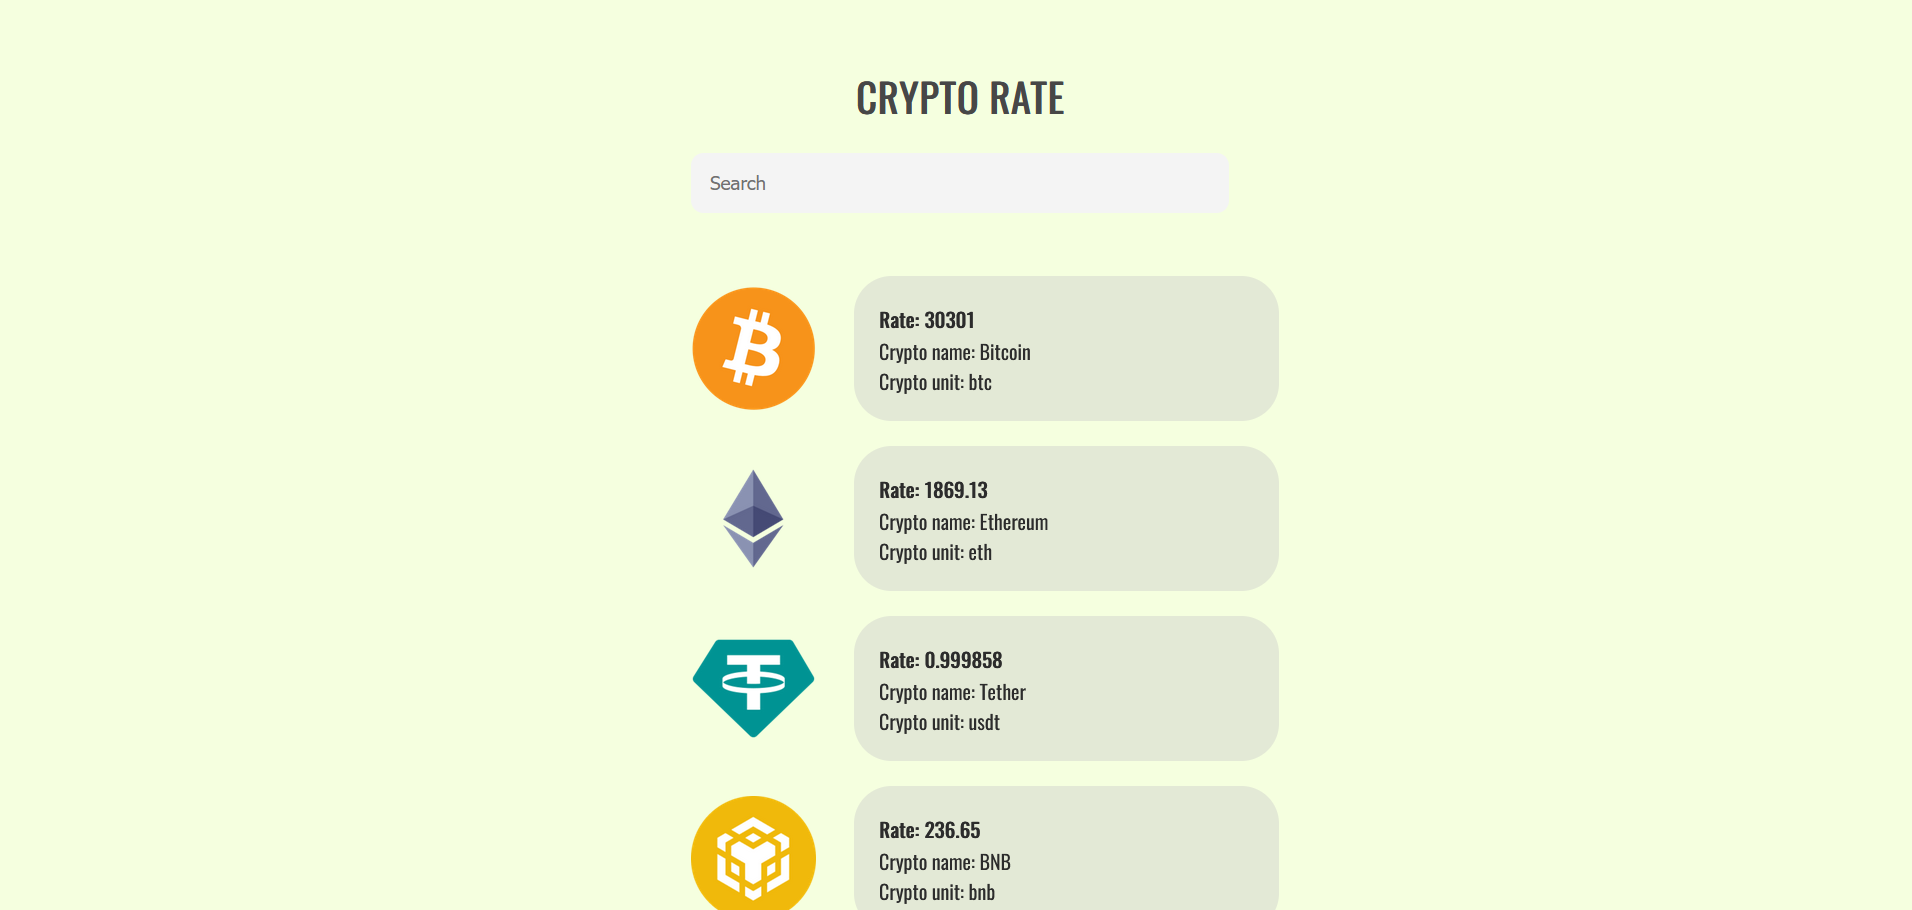 CRYPTO RATE
Search
Rate: 30301
Crypto name: Bitcoin
Crypto unit: btc
Rate: 1869.13
Crypto name: Ethereum
Crypto unit: eth
Rate: 0.999858
Crypto name: Tether
Crypto unit: usdt
Rate: 236.65
Crypto name: BNB
Crypto unit: bnb